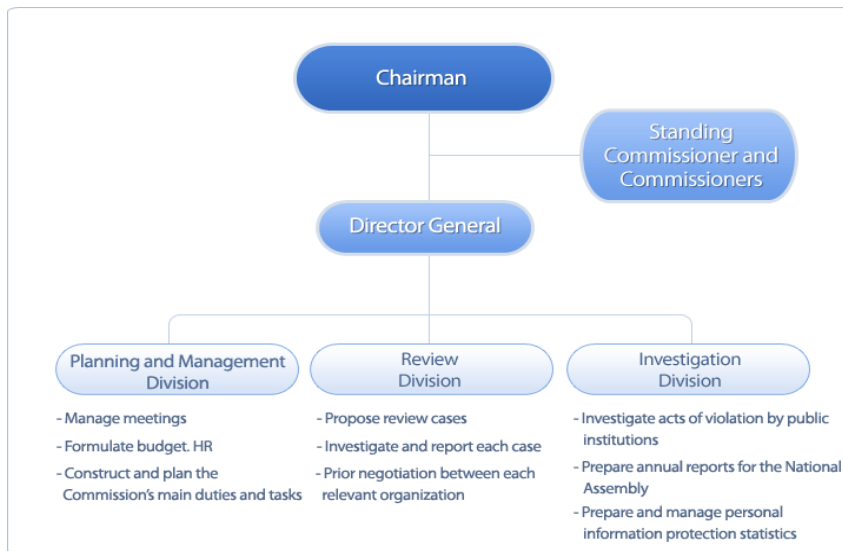 Chairman
Standing
Commissioner and
Commissioners
Director General
Planning and Management
Division
- Manage meetings
- Formulate budget. HR
- Construct and plan the
Commission's main duties and tasks
Review
Division
- Propose review cases
- Investigate and report each case
- Prior negotiation between each
relevant organization
Investigation
Division
- Investigate acts of violation by public
institutions
- Prepare annual reports for the National
Assembly
- Prepare and manage personal
information protection statistics